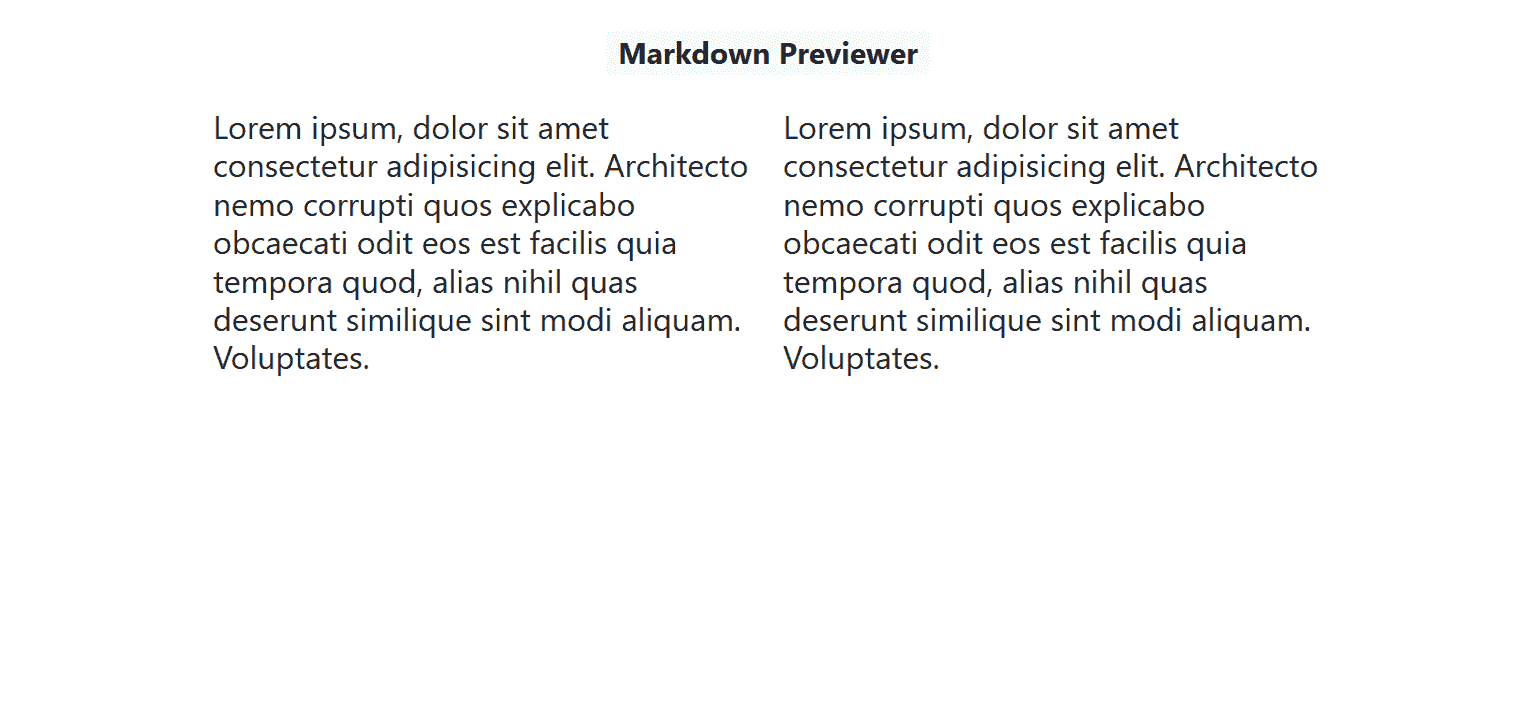 Markdown Previewer
Lorem ipsum, dolor sit amet
consectetur adipisicing elit. Architecto
nemo corrupti quos explicabo
obcaecati odit eos est facilis quia
tempora quod, alias nihil quas
deserunt similique sint modi aliquam.
Voluptates.
Lorem ipsum, dolor sit amet
consectetur adipisicing elit. Architecto
nemo corrupti quos explicabo
obcaecati odit eos est facilis quia
tempora quod, alias nihil quas
deserunt similique sint modi aliquam.
Voluptates.